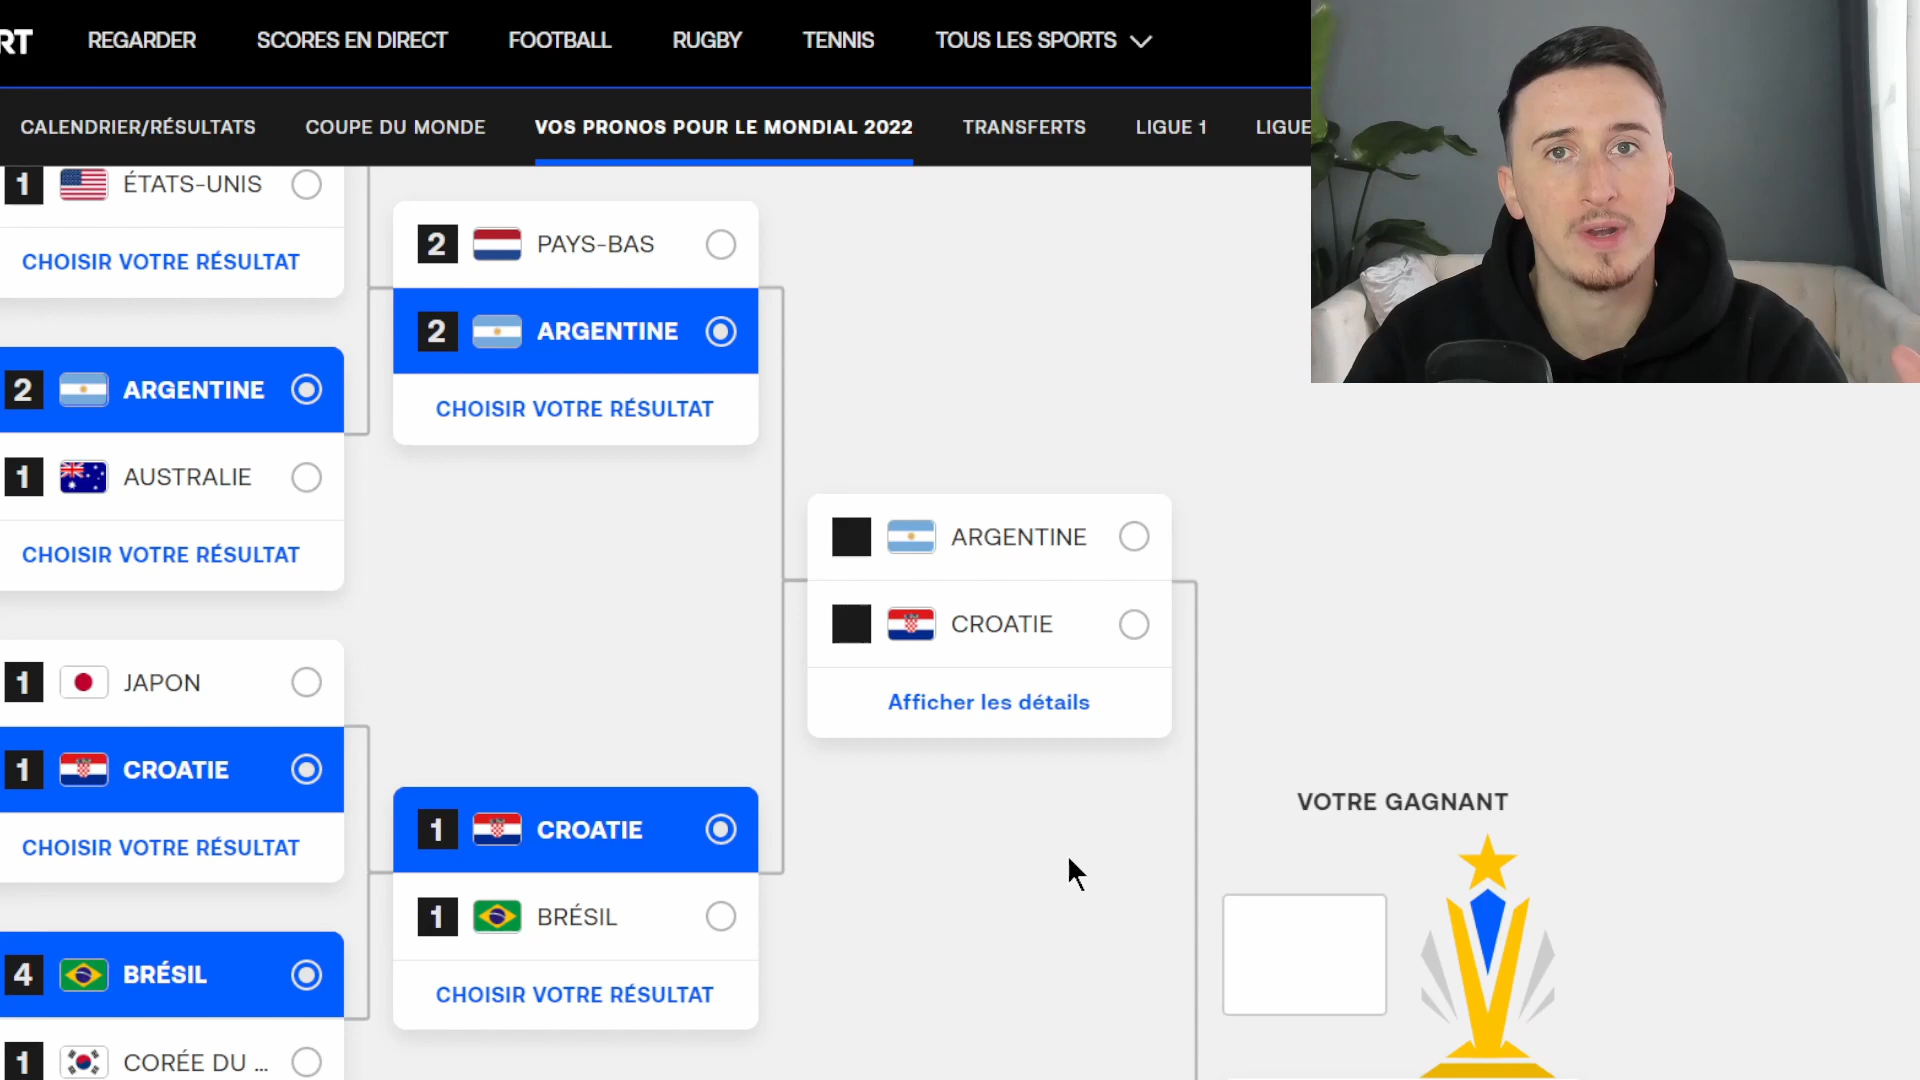 RT REGARDER SCORES EN DIRECT FOOTBALL RUGBY TENNIS TOUS LES SPORTS
CALENDRIER/RÉSULTATS COUPE DU MONDE VOS PRONOS POUR LE MONDIAL 2022 TRANSFERTS LIGUE 1 LIGUE
1 ÉTATS-UNIS
CHOISIR VOTRE RÉSULTAT
2 ARGENTINE
1 AUSTRALIE
CHOISIR VOTRE RÉSULTAT
1 JAPON
1 CROATIE
CHOISIR VOTRE RÉSULTAT
4 BRÉSIL
1 CORÉE DU ...
2 PAYS-BAS
2 ARGENTINE
CHOISIR VOTRE RÉSULTAT
1 CROATIE
1 BRÉSIL
CHOISIR VOTRE RÉSULTAT
ARGENTINE
CROATIE
Afficher les détails
VOTRE GAGNANT